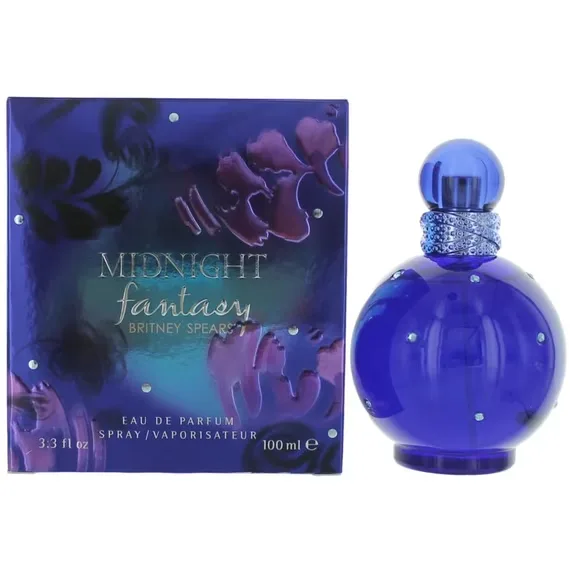 MIDNIGHT
fantasy
BRITNEY SPEARS
EAU DE PARFUM
3.3 fl oz SPRAY/VAPORISATEUR 100 ml ℮